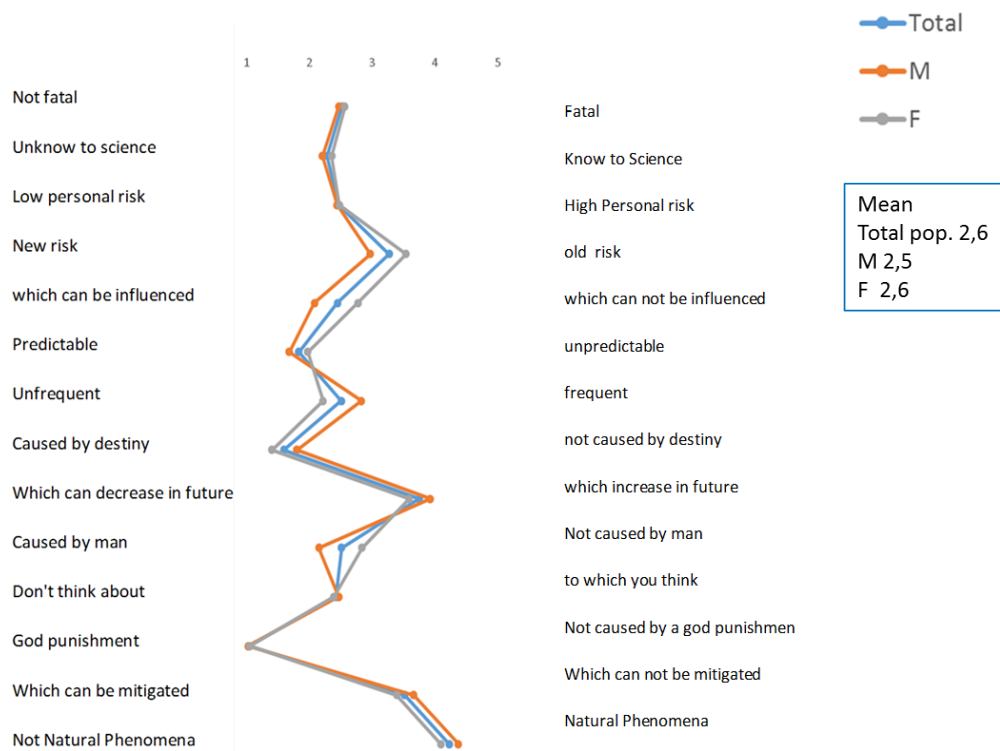 Total
M
F
Mean
Total pop. 2,6
M 2,5
F 2,6
1 2 3 4 5
Not fatal
Unknow to science
Low personal risk
New risk
which can be influenced
Predictable
Unfrequent
Caused by destiny
Which can decrease in future
Caused by man
Don't think about
God punishment
Which can be mitigated
Not Natural Phenomena
Fatal
Know to Science
High Personal risk
old risk
which can not be influenced
unpredictable
frequent
not caused by destiny
which increase in future
Not caused by man
to which you think
Not caused by a god punishmen
Which can not be mitigated
Natural Phenomena